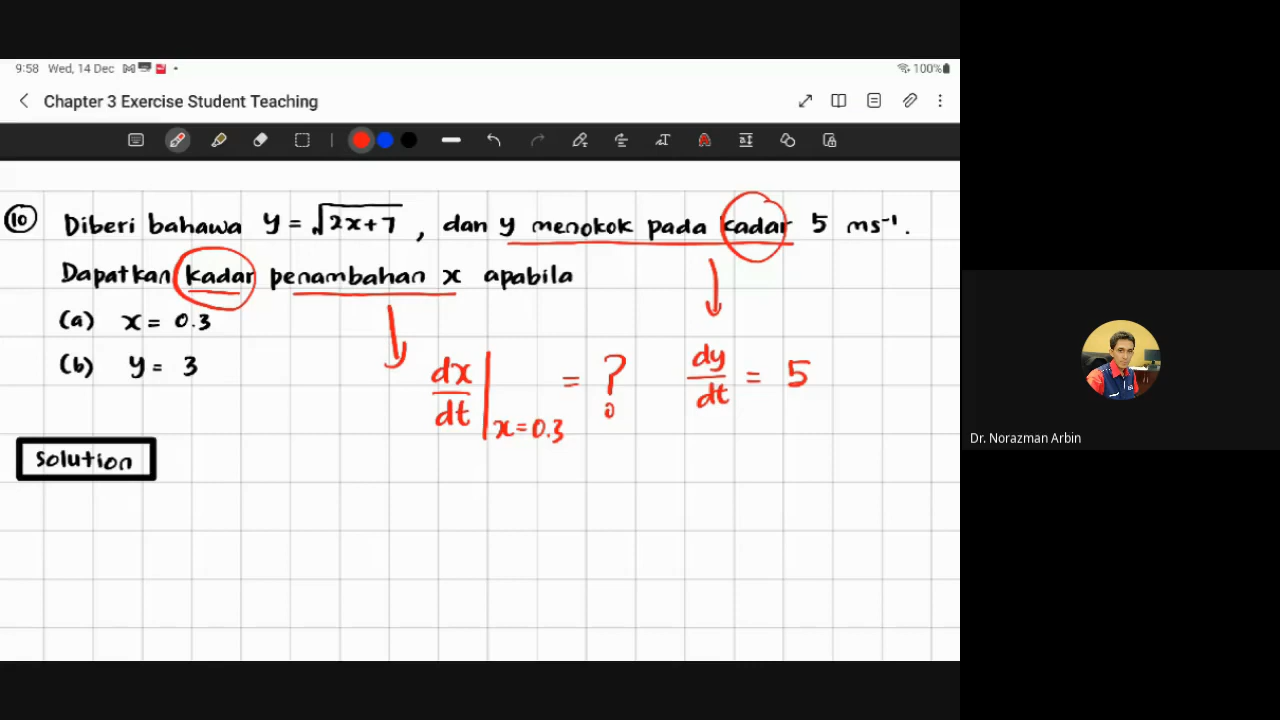 9:58 Wed, 14 Dec
100%
Chapter 3 Exercise Student Teaching
10 Diberi bahawa y = √2x+7 , dan y menokok pada kadar 5 ms⁻¹.
Dapatkan kadar penambahan x apabila
(a) x = 0.3
(b) y = 3
dx/dt |x=0.3 = ?
dy/dt = 5
Solution
Dr. Norazman Arbin